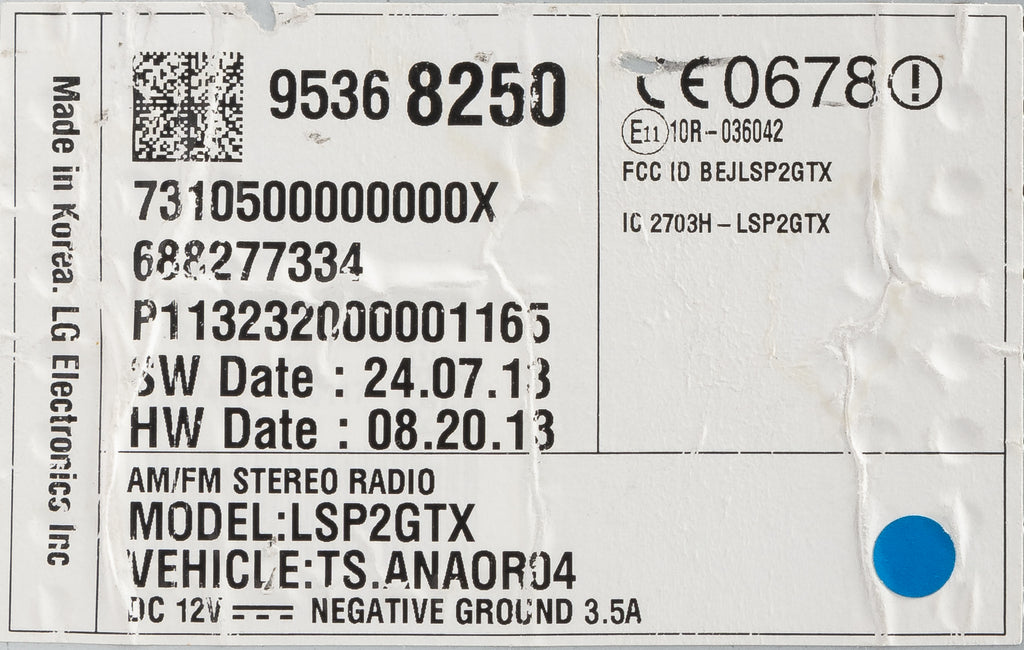 Made in Korea. LG Electronics Inc
9536 8250
7310500000000X
688277334
P1132320000001165
SW Date : 24.07.13
HW Date : 08.20.13
CE0678
E11 10R-036042
FCC ID BEJLSP2GTX
IC 2703H-LSP2GTX
AM/FM STEREO RADIO
MODEL:LSP2GTX
VEHICLE:TS.ANAOR04
DC 12V NEGATIVE GROUND 3.5A